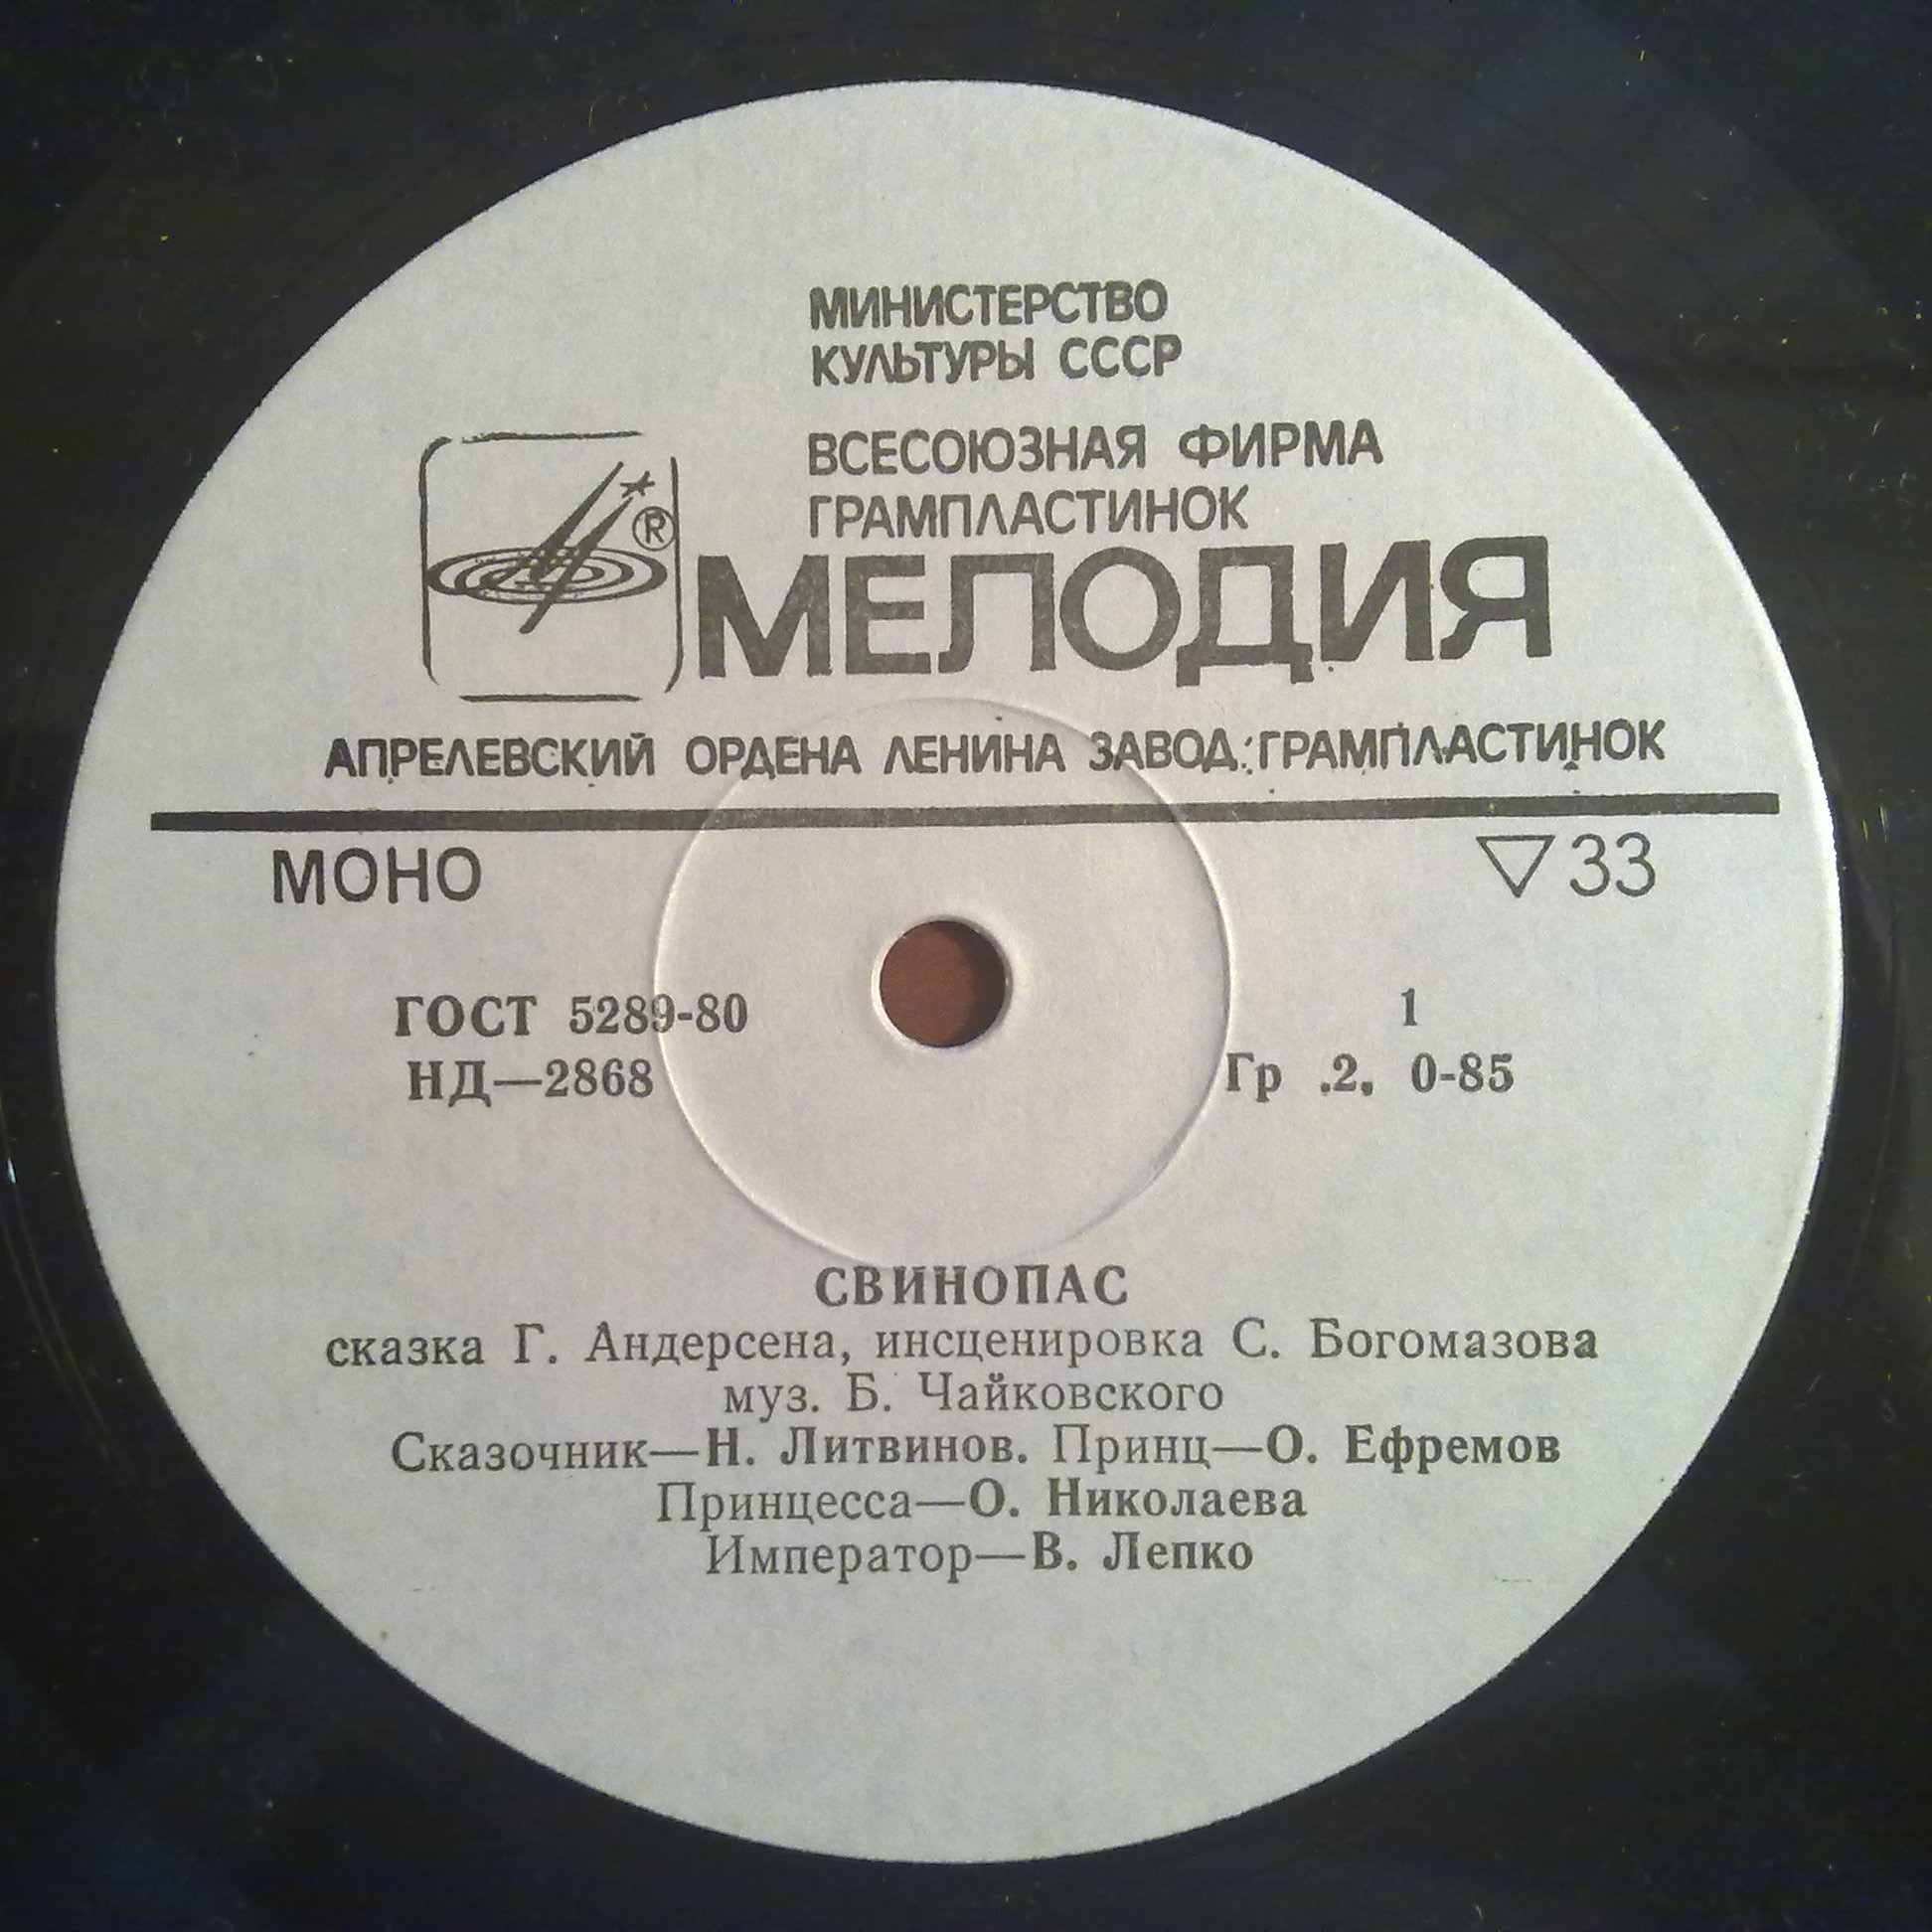 МИНИСТЕРСТВО
КУЛЬТУРЫ СССР
ВСЕСОЮЗНАЯ ФИРМА
ГРАМПЛАСТИНОК
®
МЕЛОДИЯ
АПРЕЛЕВСКИЙ ОРДЕНА ЛЕНИНА ЗАВОД ГРАМПЛАСТИНОК
МОНО ▽33
ГОСТ 5289-80 1
НД—2868 Гр .2, 0-85
СВИНОПАС
сказка Г. Андерсена, инсценировка С. Богомазова
муз. Б. Чайковского
Сказочник—Н. Литвинов. Принц—О. Ефремов
Принцесса—О. Николаева
Император—В. Лепко